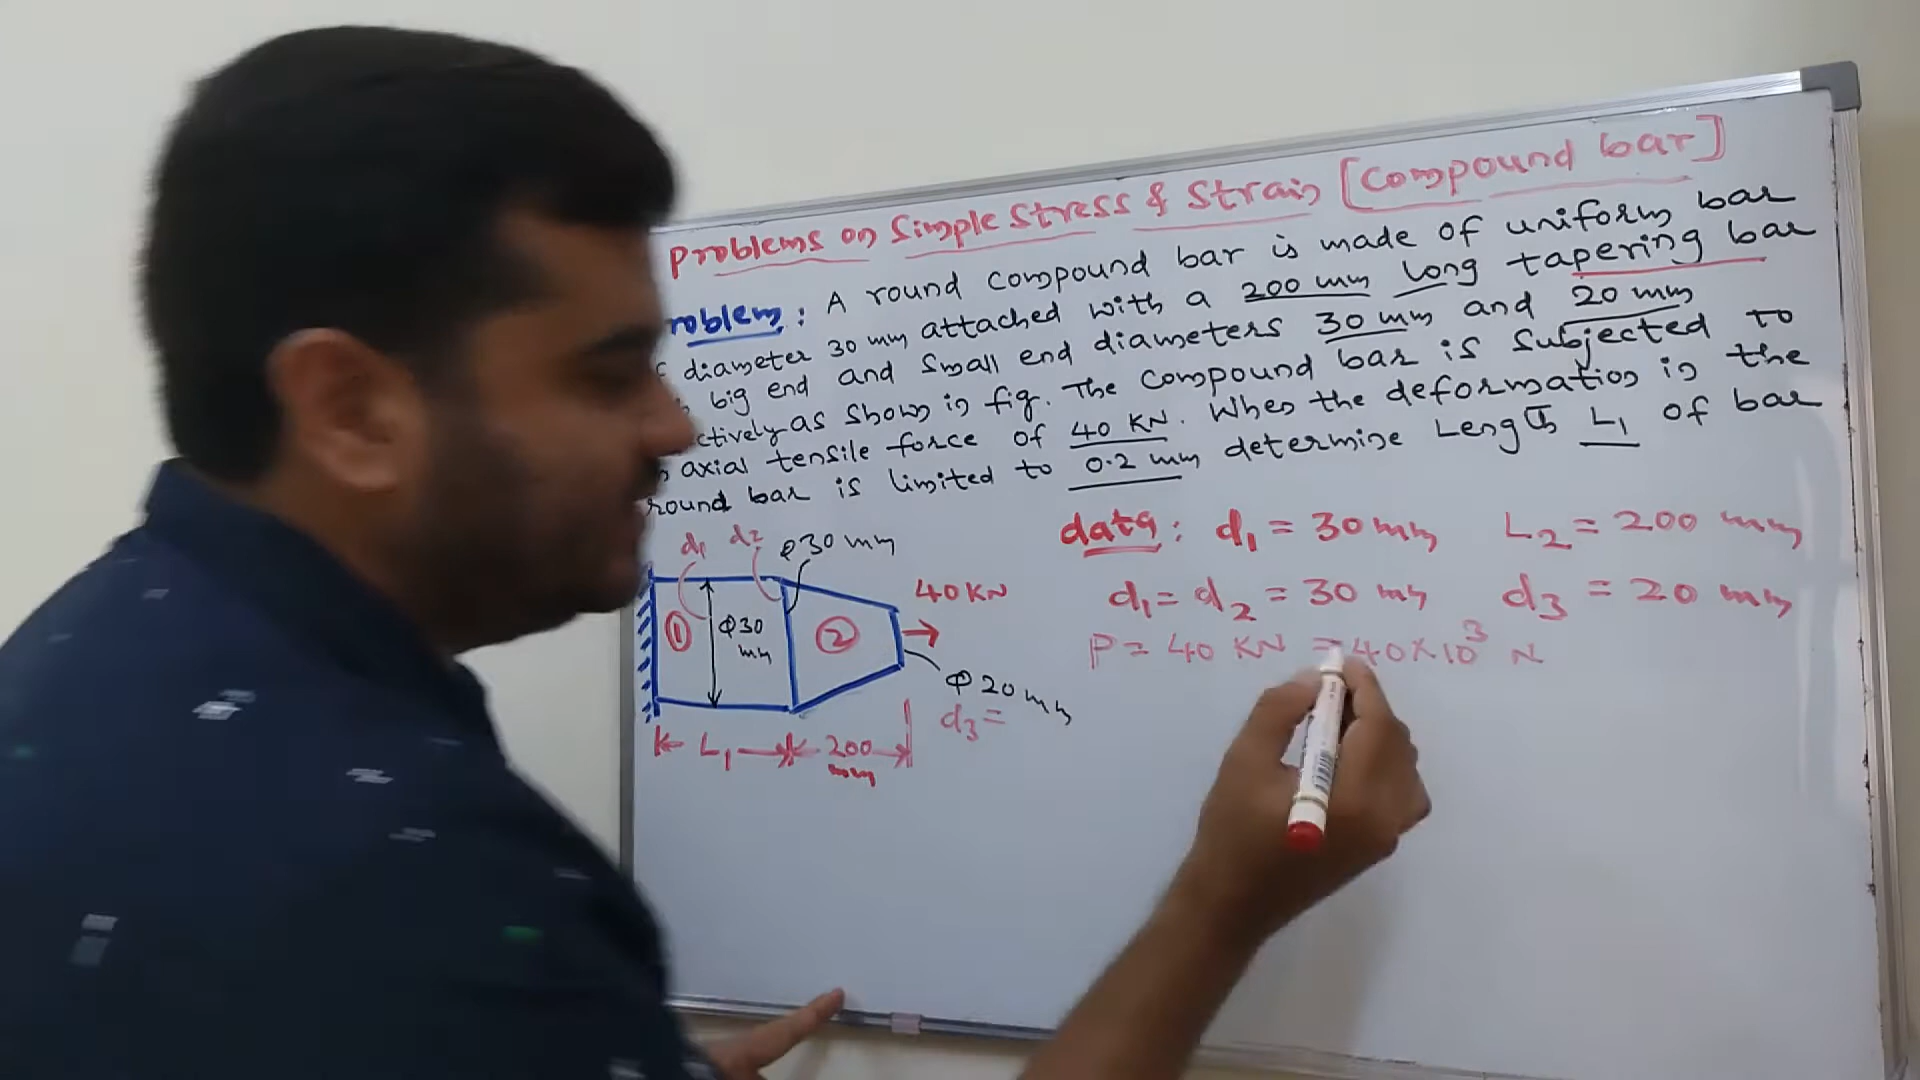 Problems on Simple Stress & Strain [Compound bar]
oblem: A round compound bar is made of uniform bar
diameter 30 mm attached with a 200 mm long tapering bar
big end and small end diameters 30 mm and 20 mm
ctively as shown in fig. The compound bar is subjected to
axial tensile force of 40 KN. When the deformation in the
round bar is limited to 0.2 mm determine Length L1 of bar
data: d1 = 30 mm L2 = 200 mm
d1 = d2 = 30 mm d3 = 20 mm
P = 40 KN = 40×10³ N
d1 d2 Φ30 mm
40 KN
① Φ30 mm ②
Φ 20 mm
d3 =
L1 200 mm